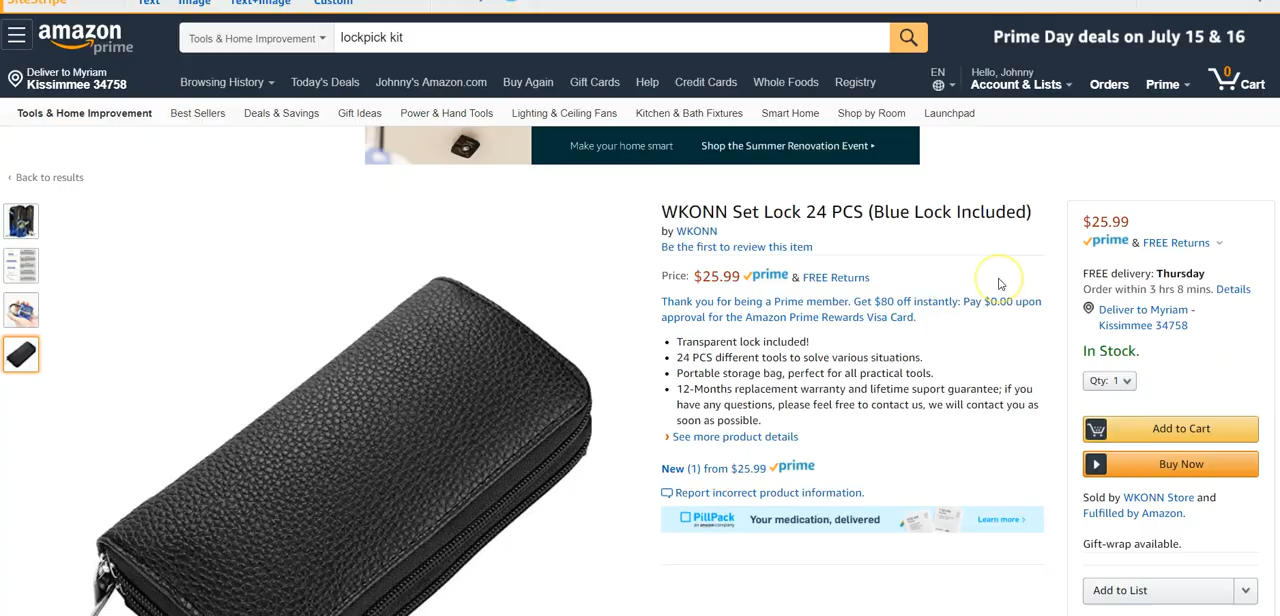 SiteStripe Text Image Text+Image Custom
amazon
prime
Tools & Home Improvement
lockpick kit
Prime Day deals on July 15 & 16
Deliver to Myriam
Kissimmee 34758
Browsing History Today's Deals Johnny's Amazon.com Buy Again Gift Cards Help Credit Cards Whole Foods Registry
EN
Hello, Johnny
Account & Lists
Orders
Prime
0
Cart
Tools & Home Improvement Best Sellers Deals & Savings Gift Ideas Power & Hand Tools Lighting & Ceiling Fans Kitchen & Bath Fixtures Smart Home Shop by Room Launchpad
Make your home smart Shop the Summer Renovation Event ▸
‹ Back to results
WKONN Set Lock 24 PCS (Blue Lock Included)
by WKONN
Be the first to review this item
Price: $25.99 prime & FREE Returns
Thank you for being a Prime member. Get $80 off instantly: Pay $0.00 upon
approval for the Amazon Prime Rewards Visa Card.
• Transparent lock included!
• 24 PCS different tools to solve various situations.
• Portable storage bag, perfect for all practical tools.
• 12-Months replacement warranty and lifetime suport guarantee; if you
have any questions, please feel free to contact us, we will contact you as
soon as possible.
› See more product details
New (1) from $25.99 prime
Report incorrect product information.
PillPack
an amazon company
Your medication, delivered
Learn more ›
$25.99
prime & FREE Returns
FREE delivery: Thursday
Order within 3 hrs 8 mins. Details
Deliver to Myriam -
Kissimmee 34758
In Stock.
Qty: 1
Add to Cart
Buy Now
Sold by WKONN Store and
Fulfilled by Amazon.
Gift-wrap available.
Add to List